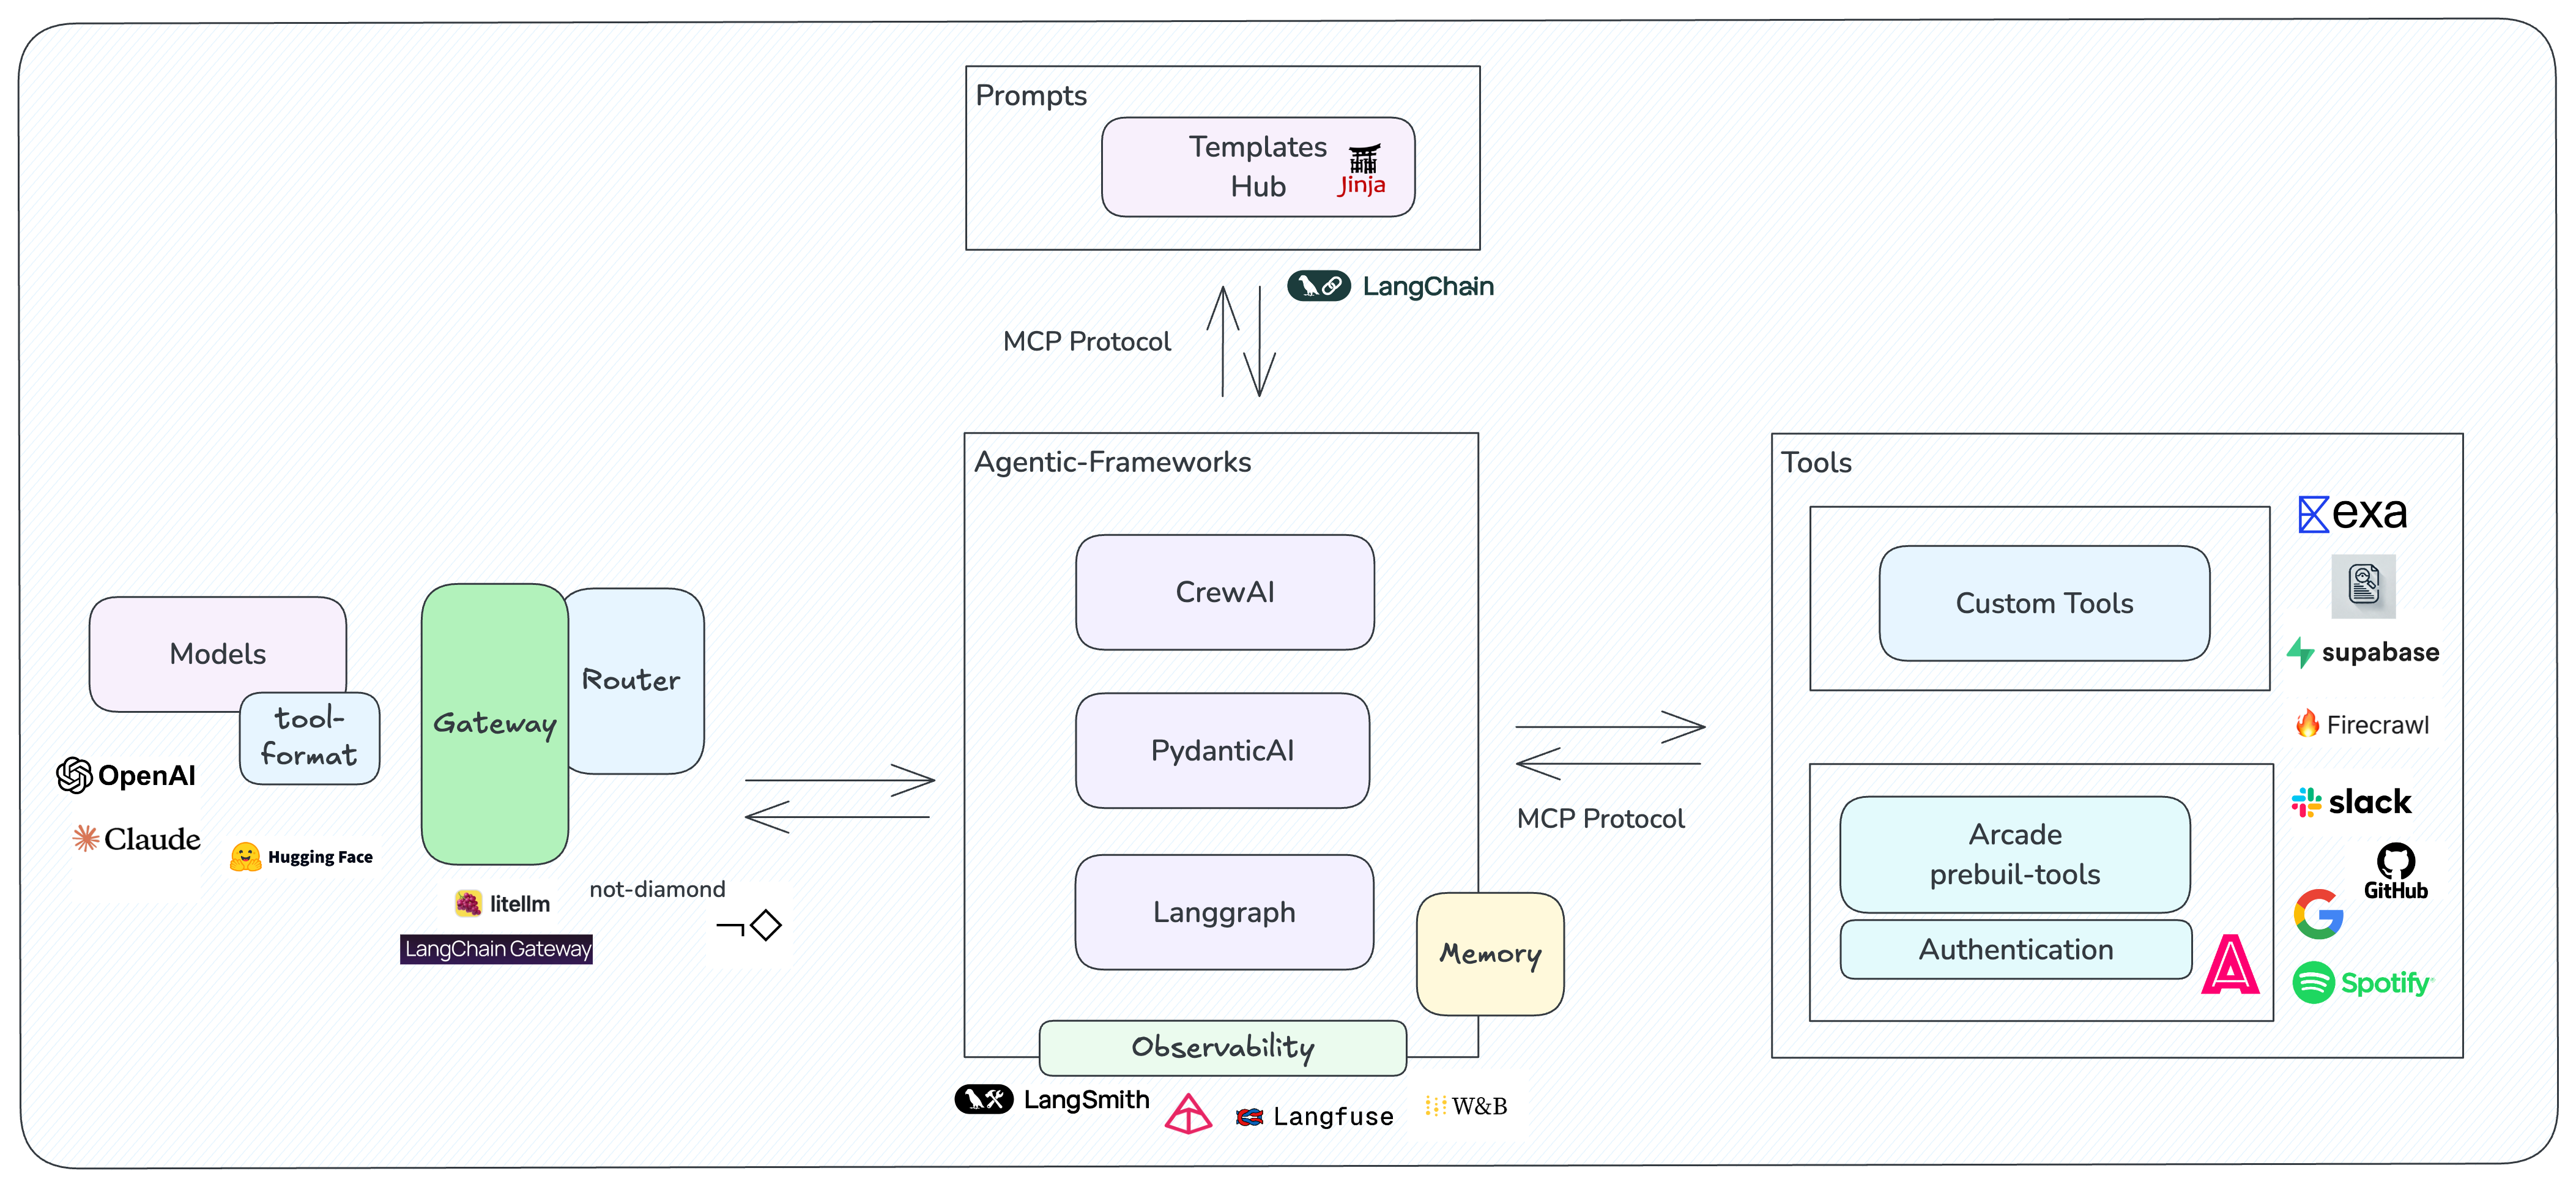 Prompts
Templates
Hub
Jinja
LangChain
MCP Protocol
Agentic-Frameworks
CrewAI
PydanticAI
Langgraph
Memory
Observability
LangSmith
Langfuse
W&B
Models
tool-
format
OpenAI
Claude
Hugging Face
Gateway
Router
litellm
LangChain Gateway
not-diamond
MCP Protocol
Tools
Custom Tools
Arcade
prebuil-tools
Authentication
exa
supabase
Firecrawl
slack
GitHub
Spotify